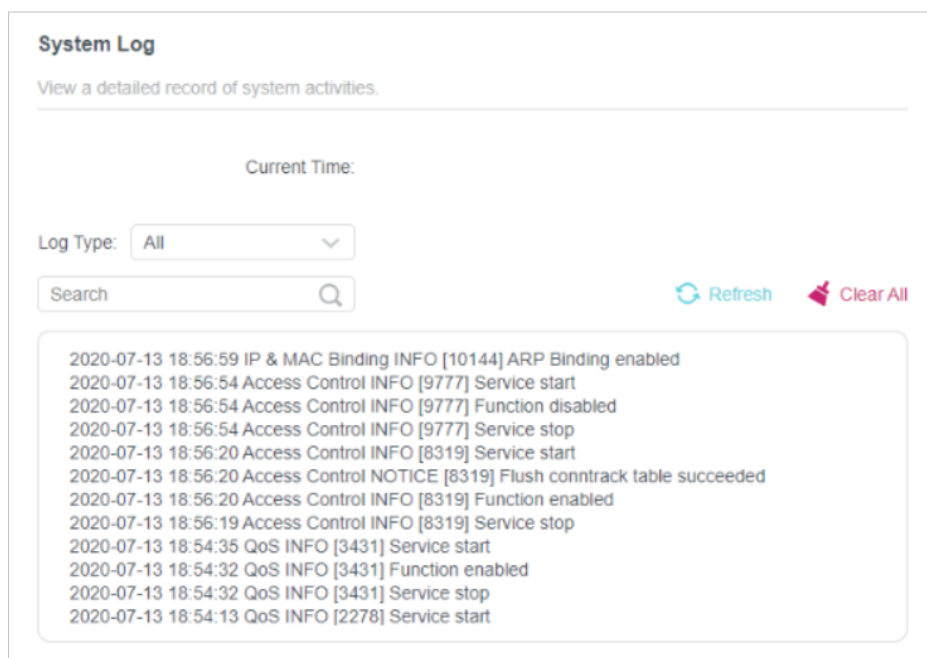 System Log
View a detailed record of system activities.
Current Time:
Log Type: All
Search Refresh Clear All
2020-07-13 18:56:59 IP & MAC Binding INFO [10144] ARP Binding enabled
2020-07-13 18:56:54 Access Control INFO [9777] Service start
2020-07-13 18:56:54 Access Control INFO [9777] Function disabled
2020-07-13 18:56:54 Access Control INFO [9777] Service stop
2020-07-13 18:56:20 Access Control INFO [8319] Service start
2020-07-13 18:56:20 Access Control NOTICE [8319] Flush conntrack table succeeded
2020-07-13 18:56:20 Access Control INFO [8319] Function enabled
2020-07-13 18:56:19 Access Control INFO [8319] Service stop
2020-07-13 18:54:35 QoS INFO [3431] Service start
2020-07-13 18:54:32 QoS INFO [3431] Function enabled
2020-07-13 18:54:32 QoS INFO [3431] Service stop
2020-07-13 18:54:13 QoS INFO [2278] Service start